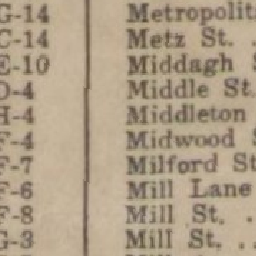 G-14 Metropolit
C-14 Metz St. .
E-10 Middagh S
D-4 Middle St.
H-4 Middleton
F-4 Midwood S
F-7 Milford St
F-6 Mill Lane
F-8 Mill St. .
G-3 Mill St. ..